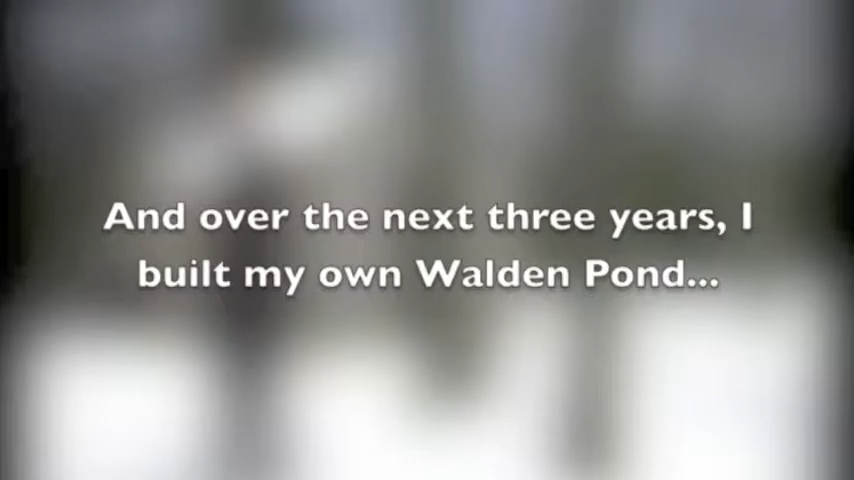 And over the next three years, I
built my own Walden Pond...